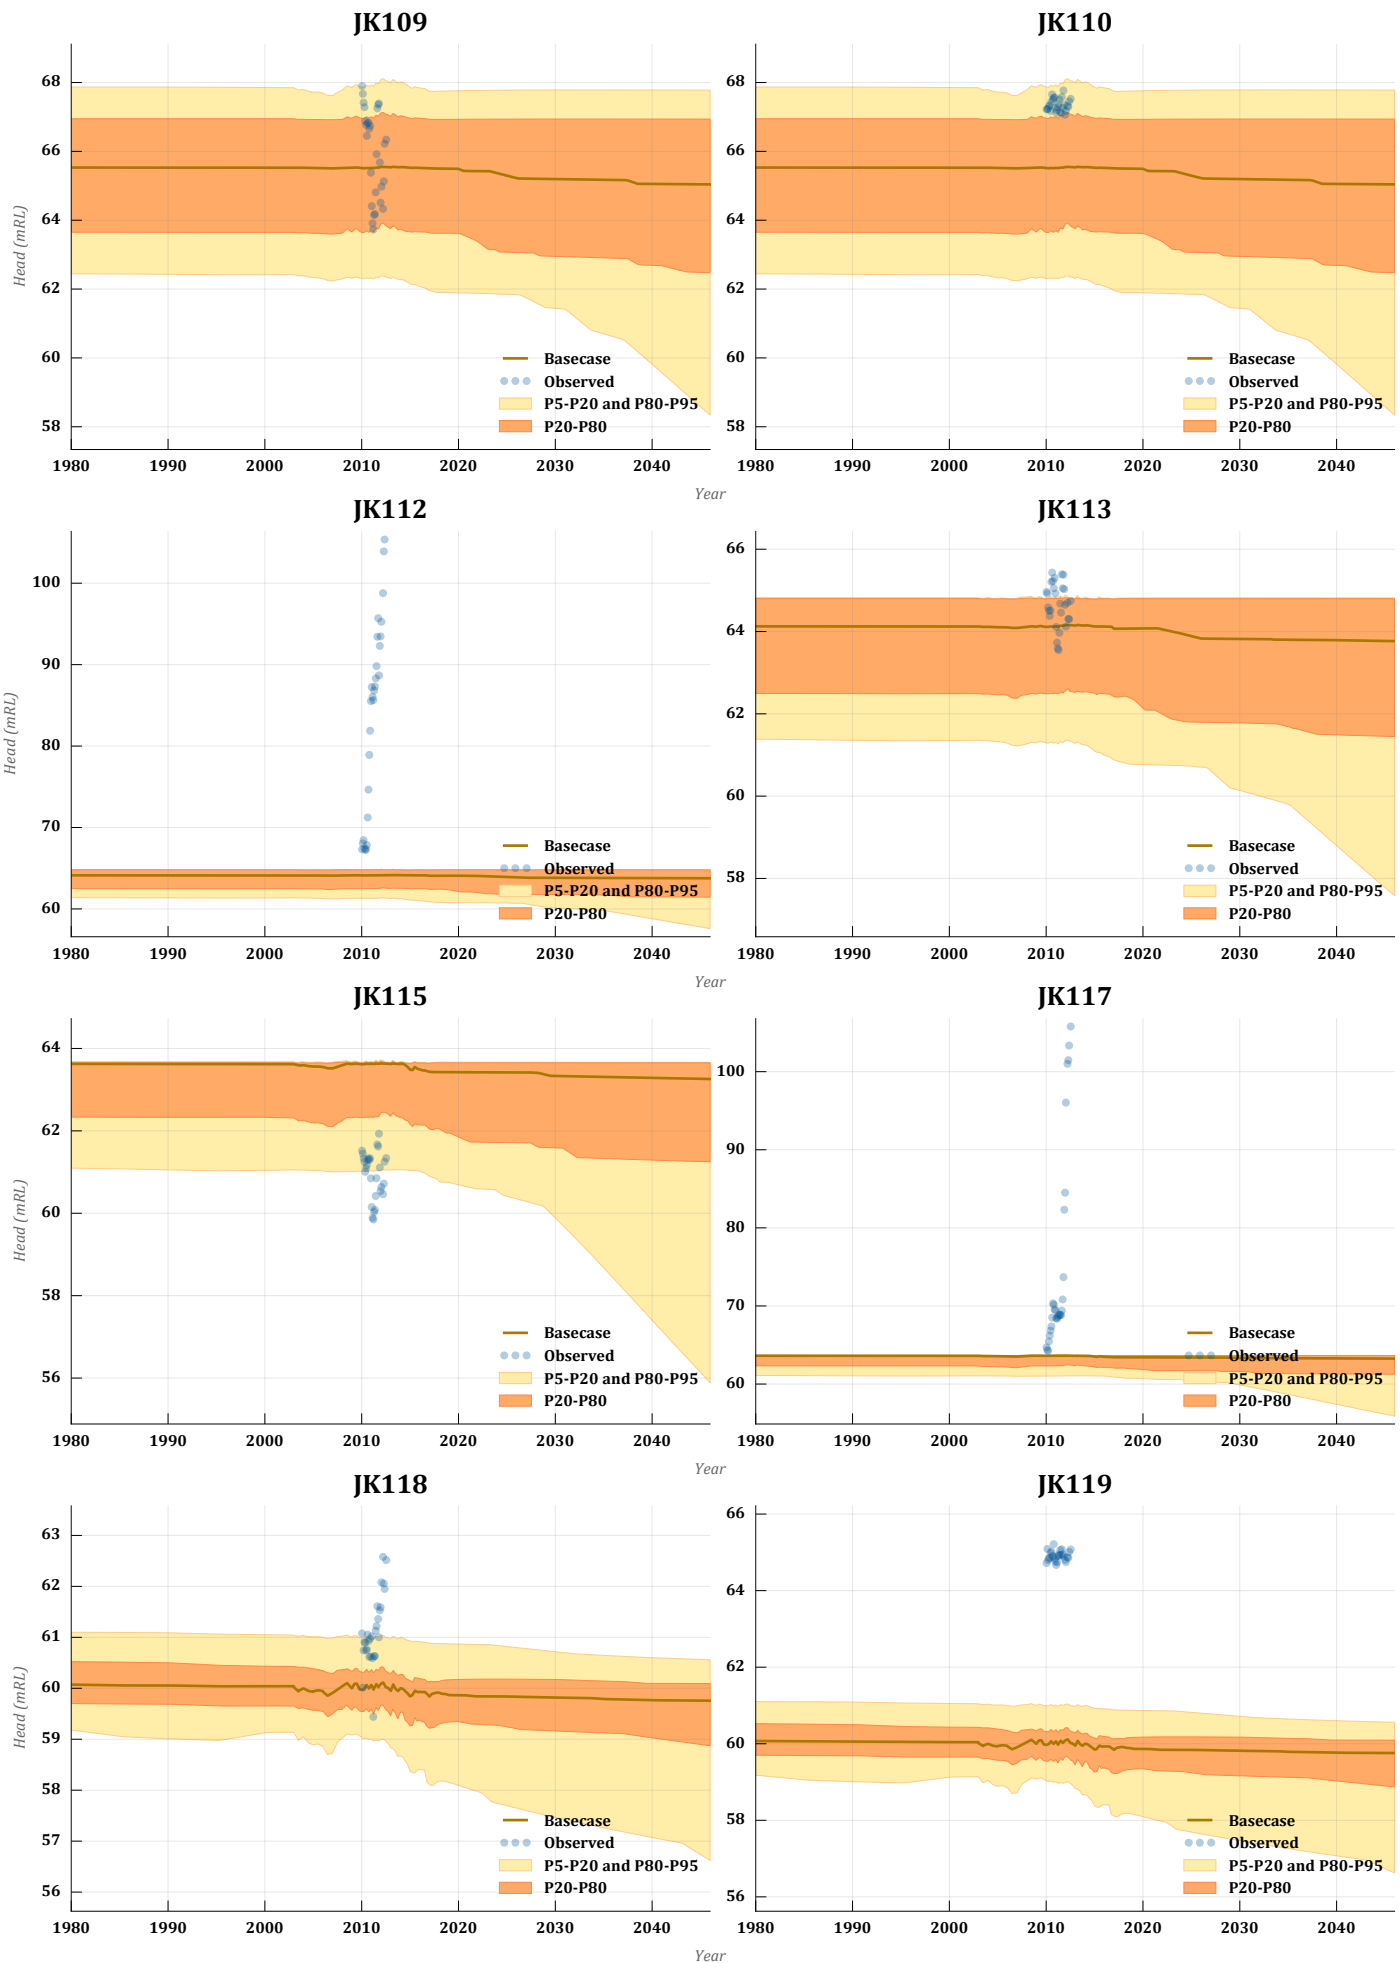 JK109
68
66
64
62
60
58
Head (mRL)
Basecase
Observed
P5-P20 and P80-P95
P20-P80
1980 1990 2000 2010 2020 2030 2040
JK110
68
66
64
62
60
58
Basecase
Observed
P5-P20 and P80-P95
P20-P80
1980 1990 2000 2010 2020 2030 2040
Year
JK112
100
90
80
70
60
Head (mRL)
Basecase
Observed
P5-P20 and P80-P95
P20-P80
1980 1990 2000 2010 2020 2030 2040
JK113
66
64
62
60
58
Basecase
Observed
P5-P20 and P80-P95
P20-P80
1980 1990 2000 2010 2020 2030 2040
Year
JK115
64
62
60
58
56
Head (mRL)
Basecase
Observed
P5-P20 and P80-P95
P20-P80
1980 1990 2000 2010 2020 2030 2040
JK117
100
90
80
70
60
Basecase
Observed
P5-P20 and P80-P95
P20-P80
1980 1990 2000 2010 2020 2030 2040
Year
JK118
63
62
61
60
59
58
57
56
Head (mRL)
Basecase
Observed
P5-P20 and P80-P95
P20-P80
1980 1990 2000 2010 2020 2030 2040
JK119
66
64
62
60
58
56
Basecase
Observed
P5-P20 and P80-P95
P20-P80
1980 1990 2000 2010 2020 2030 2040
Year